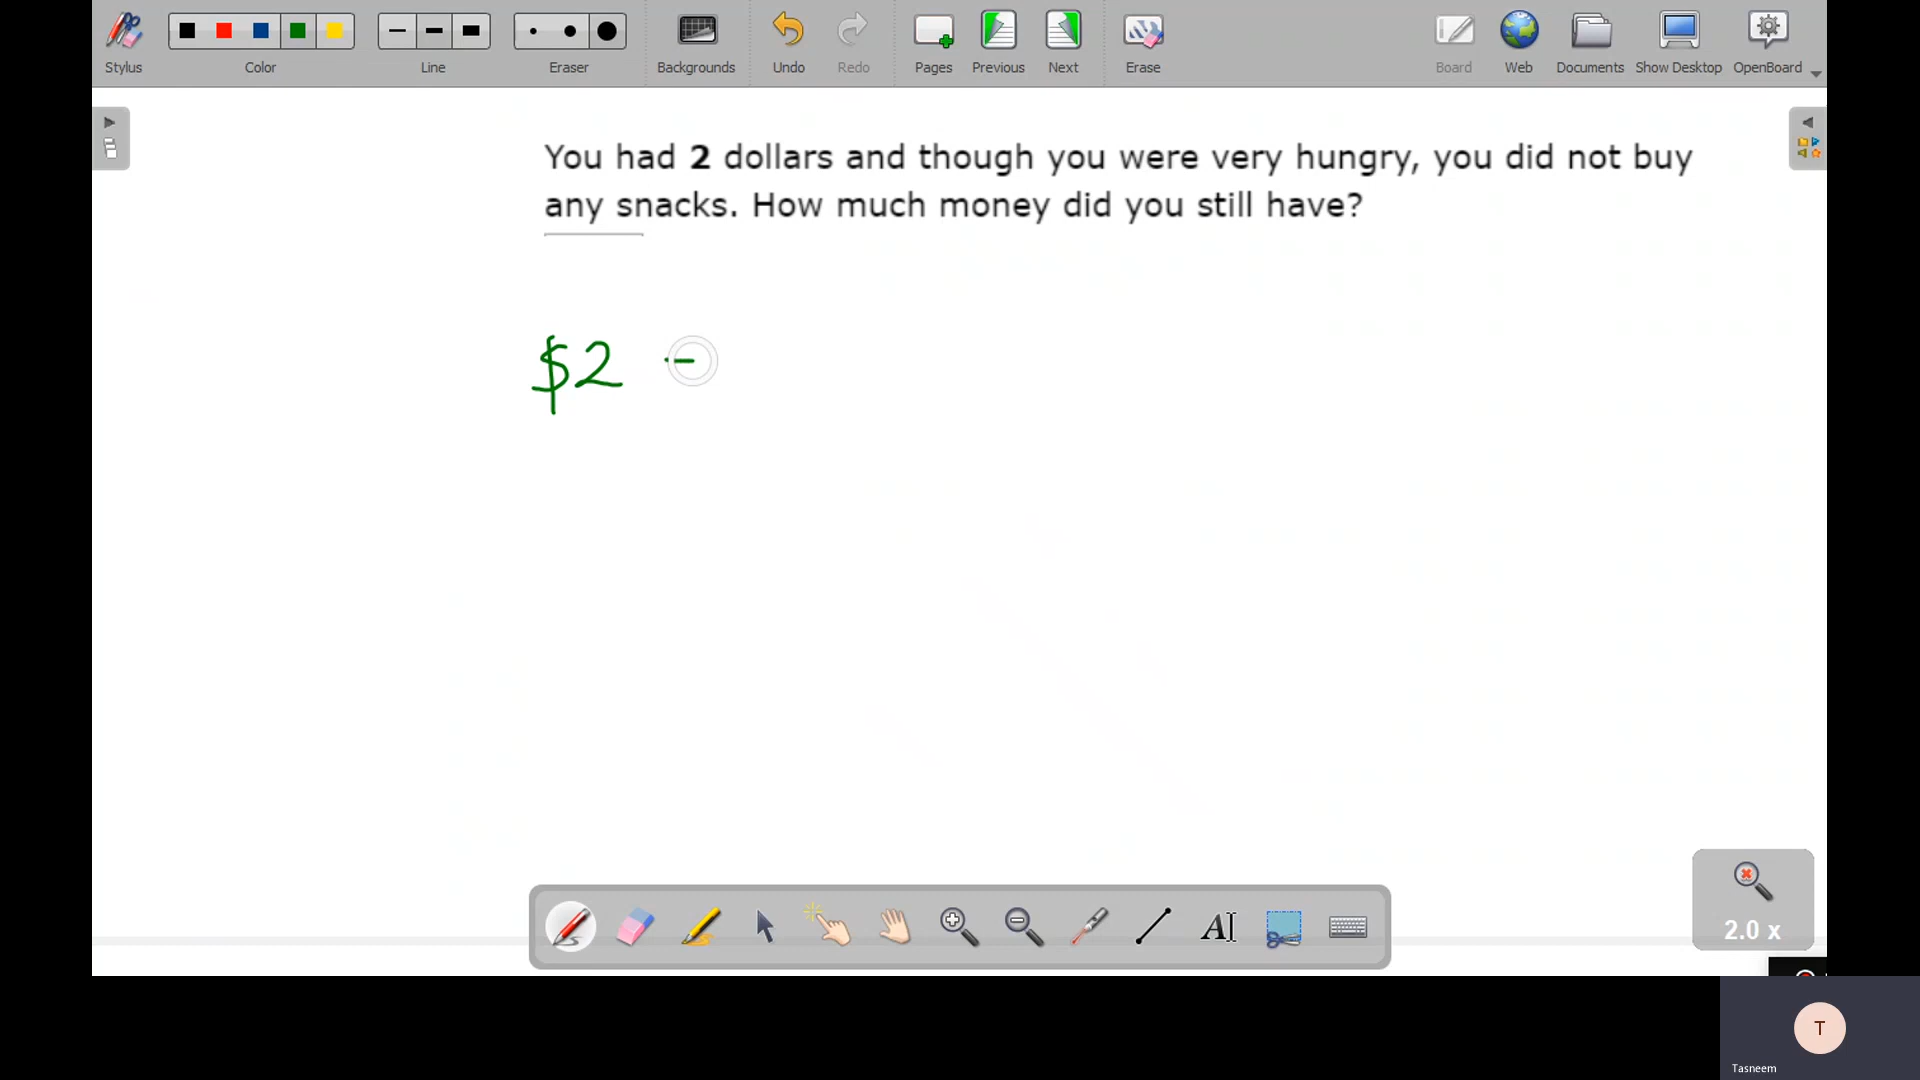 Stylus Color Line Eraser Backgrounds Undo Redo Pages Previous Next Erase Board Web Documents Show Desktop OpenBoard
You had 2 dollars and though you were very hungry, you did not buy
any snacks. How much money did you still have?
$2 -
2.0 x
T
Tasneem